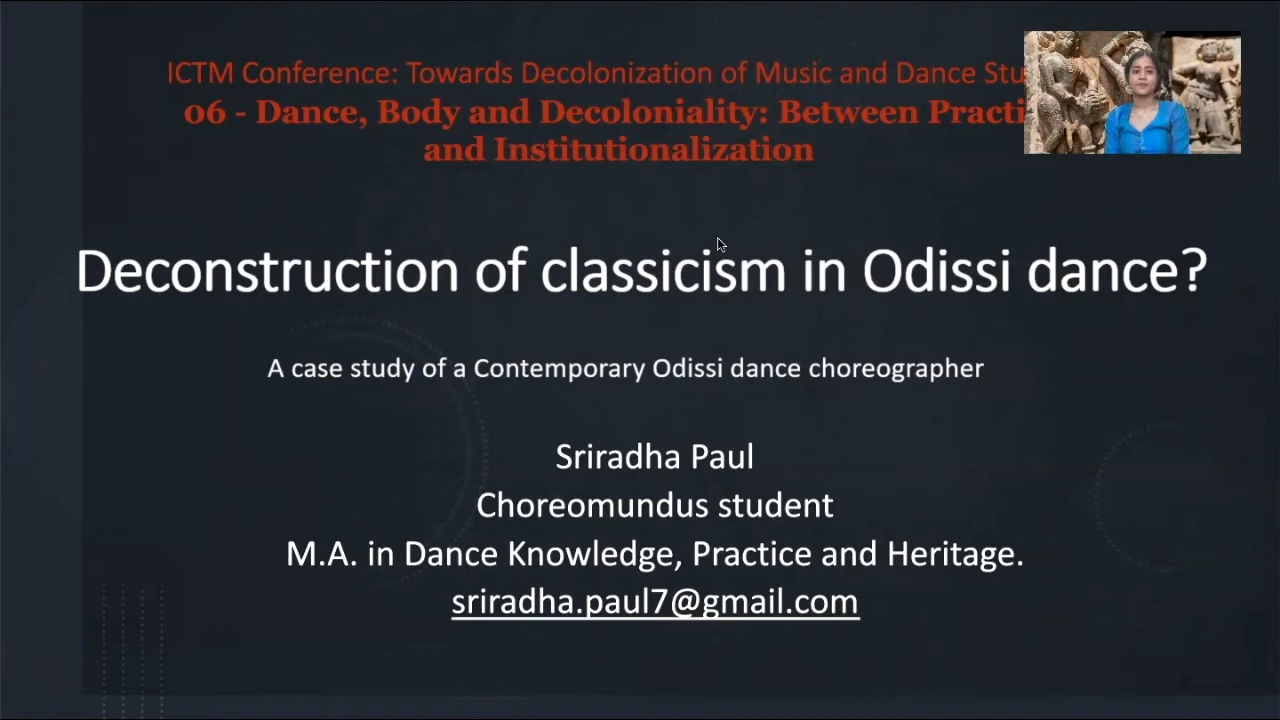 ICTM Conference: Towards Decolonization of Music and Dance
06 - Dance, Body and Decoloniality: Between
and Institutionalization
Deconstruction of classicism in Odissi dance?
A case study of a Contemporary Odissi dance choreographer
Sriradha Paul
Choreomundus student
M.A. in Dance Knowledge, Practice and Heritage.
sriradha.paul7@gmail.com